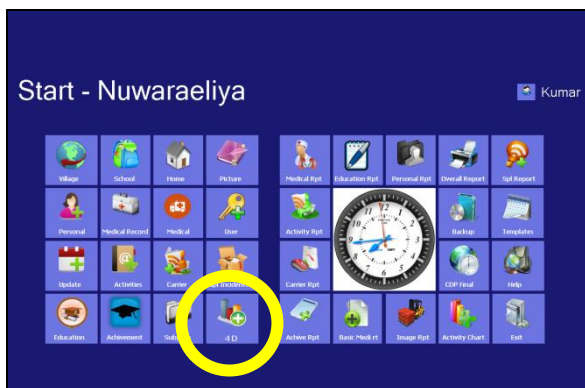 Start - Nuwaraeliya
Kumar
Village School Home Picture Medical Rpt Education Rpt Personal Rpt Overall Report Spl Report
Personal Medical Record Medical User Activity Rpt Backup Templates
Update Activities Carrier Incidents Carrier Rpt CDP Final Help
Education Achivement 4 D Achive Rpt Basic Medi rt Image Rpt Activity Chart Exit